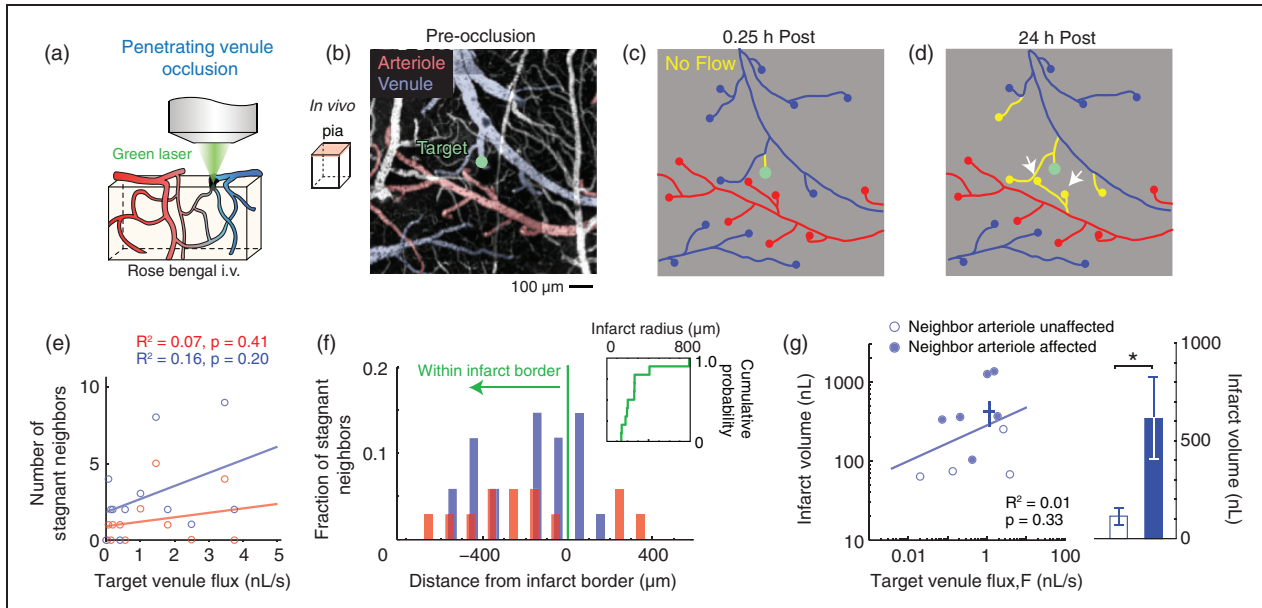 (a)
Penetrating venule
occlusion
Green laser
Rose bengal i.v.
In vivo
pia
(b)
Pre-occlusion
Arteriole
Venule
Target
100 µm
(c)
0.25 h Post
No Flow
(d)
24 h Post
(e)
R² = 0.07, p = 0.41
R² = 0.16, p = 0.20
Number of
stagnant neighbors
10
5
0
0 1 2 3 4 5
Target venule flux (nL/s)
(f)
Within infarct border
Fraction of stagnant
neighbors
0.2
0.1
0 −400 0 400
Distance from infarct border (µm)
Infarct radius (µm)
0 800
1.0
0
Cumulative
probability
(g)
Neighbor arteriole unaffected
Neighbor arteriole affected
Infarct volume (nL)
1000
100
10
0.01 1 10 100
Target venule flux,F (nL/s)
R² = 0.01
p = 0.33
*
1000
800
600
400
200
0
Infarct volume
(nL)